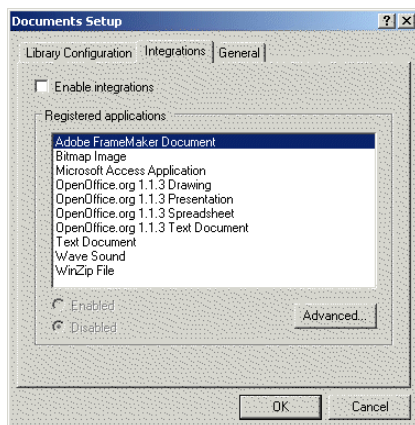 Documents Setup
Library Configuration Integrations General
Enable integrations
Registered applications
Adobe FrameMaker Document
Bitmap Image
Microsoft Access Application
OpenOffice.org 1.1.3 Drawing
OpenOffice.org 1.1.3 Presentation
OpenOffice.org 1.1.3 Spreadsheet
OpenOffice.org 1.1.3 Text Document
Text Document
Wave Sound
WinZip File
Enabled
Disabled
Advanced...
OK Cancel